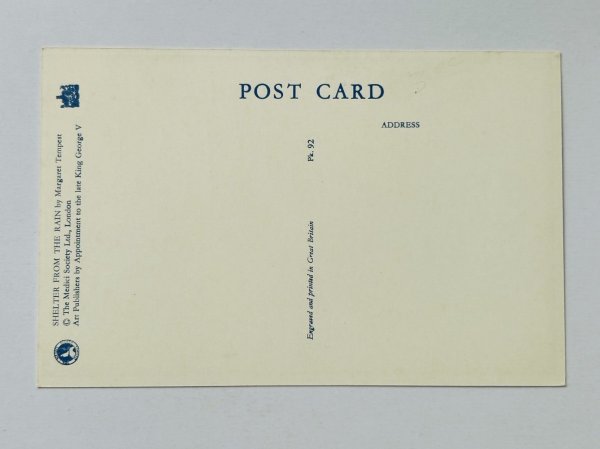 POST CARD
ADDRESS
SHELTER FROM THE RAIN by Margaret Tempest
© The Medici Society Ltd., London
Art Publishers by Appointment to the late King George V
Pk. 92
Engraved and printed in Great Britain